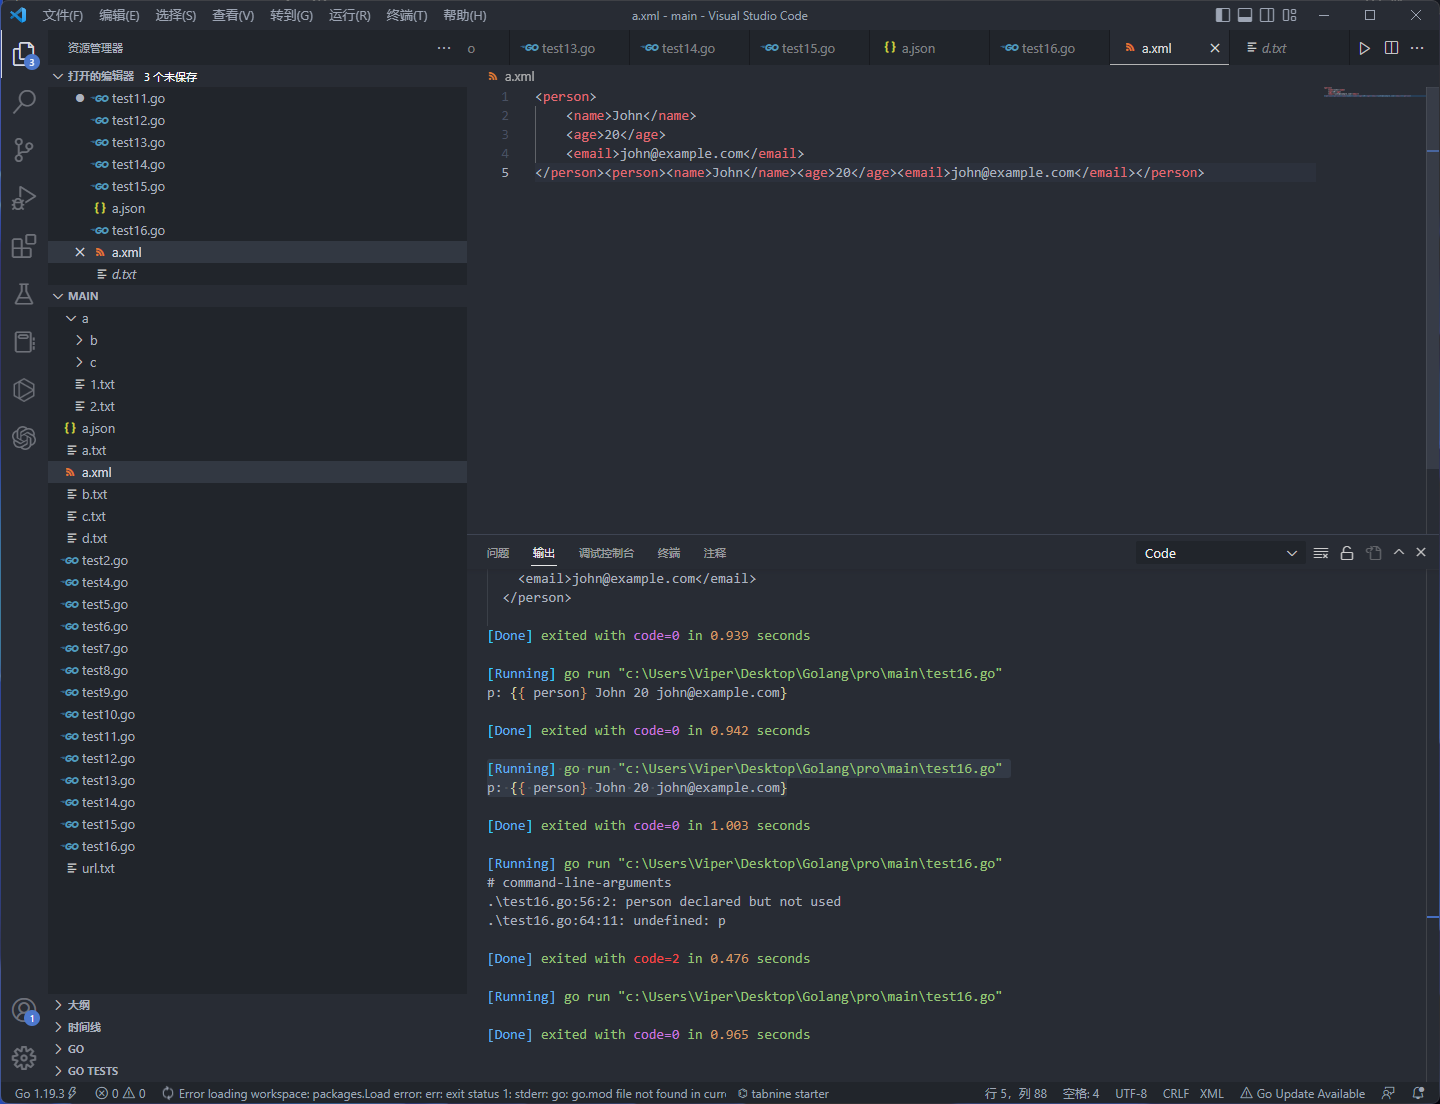 文件(F) 编辑(E) 选择(S) 查看(V) 转到(G) 运行(R) 终端(T) 帮助(H) a.xml - main - Visual Studio Code
资源管理器
o test13.go test14.go test15.go a.json test16.go a.xml d.txt
打开的编辑器 3 个未保存
test11.go
test12.go
test13.go
test14.go
test15.go
a.json
test16.go
a.xml
d.txt
MAIN
a
b
c
1.txt
2.txt
a.json
a.txt
a.xml
b.txt
c.txt
d.txt
test2.go
test4.go
test5.go
test6.go
test7.go
test8.go
test9.go
test10.go
test11.go
test12.go
test13.go
test14.go
test15.go
test16.go
url.txt
大纲
时间线
GO
GO TESTS
3
1
a.xml
1 <person>
2 <name>John</name>
3 <age>20</age>
4 <email>john@example.com</email>
5 </person><person><name>John</name><age>20</age><email>john@example.com</email></person>
问题 输出 调试控制台 终端 注释 Code
<email>john@example.com</email>
</person>
[Done] exited with code=0 in 0.939 seconds
[Running] go run "c:\Users\Viper\Desktop\Golang\pro\main\test16.go"
p: {{ person} John 20 john@example.com}
[Done] exited with code=0 in 0.942 seconds
[Running] go run "c:\Users\Viper\Desktop\Golang\pro\main\test16.go"
p: {{ person} John 20 john@example.com}
[Done] exited with code=0 in 1.003 seconds
[Running] go run "c:\Users\Viper\Desktop\Golang\pro\main\test16.go"
# command-line-arguments
.\test16.go:56:2: person declared but not used
.\test16.go:64:11: undefined: p
[Done] exited with code=2 in 0.476 seconds
[Running] go run "c:\Users\Viper\Desktop\Golang\pro\main\test16.go"
[Done] exited with code=0 in 0.965 seconds
Go 1.19.3 0 0 Error loading workspace: packages.Load error: err: exit status 1: stderr: go: go.mod file not found in curr tabnine starter 行 5, 列 88 空格: 4 UTF-8 CRLF XML Go Update Available